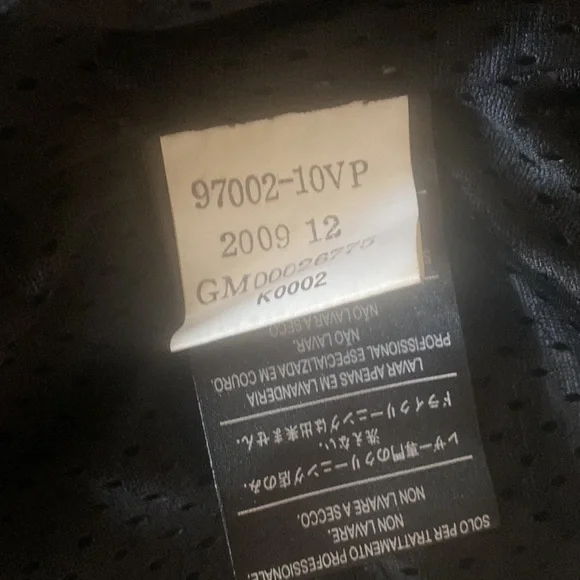 97002-10VP
2009 12
GM00026775
K0002
SOLO PER TRATTAMENTO PROFESSIONALE.
NON LAVARE.
NON LAVARE A SECCO.
レザー専門のクリーニング店のみ。
洗えない。
ドライクリーニングは出来ません。
LAVAR APENAS EM LAVANDERIA
PROFISSIONAL ESPECIALIZADA EM COURO.
NÃO LAVAR.
NÃO LAVAR A SECO